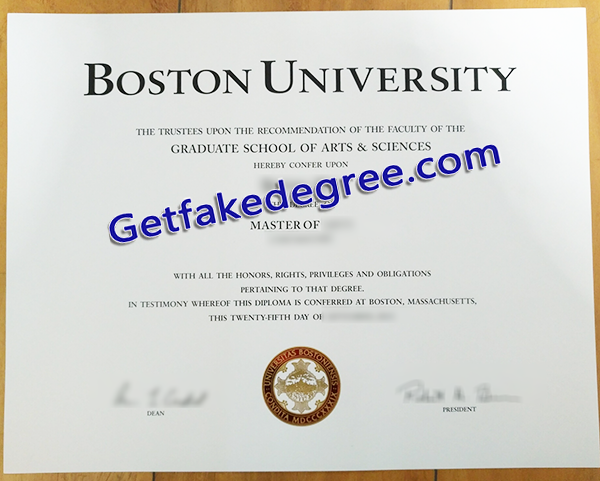 BOSTON UNIVERSITY
THE TRUSTEES UPON THE RECOMMENDATION OF THE FACULTY OF THE
GRADUATE SCHOOL OF ARTS & SCIENCES
HEREBY CONFER UPON
Getfakedegree.com
MASTER OF
WITH ALL THE HONORS, RIGHTS, PRIVILEGES AND OBLIGATIONS
PERTAINING TO THAT DEGREE.
IN TESTIMONY WHEREOF THIS DIPLOMA IS CONFERRED AT BOSTON, MASSACHUSETTS,
THIS TWENTY-FIFTH DAY OF
UNIVERSITAS BOSTONIENSIS
CONDITA MDCCCXXXIX
DEAN
PRESIDENT